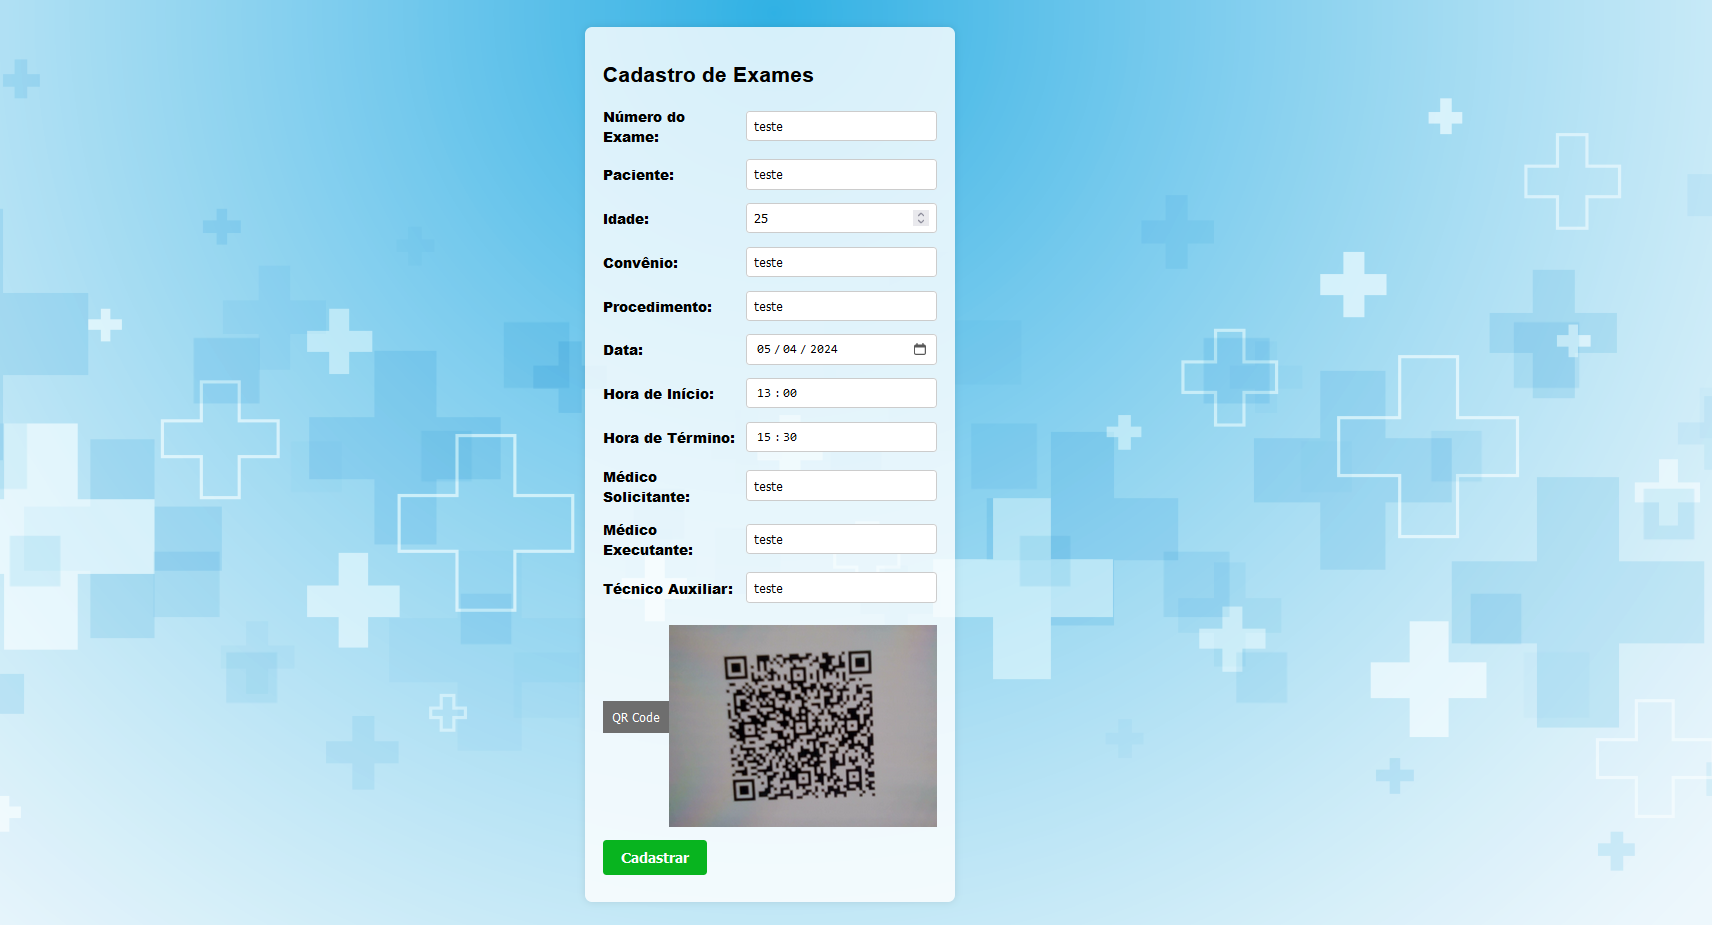 Cadastro de Exames
Número do
Exame:
teste
Paciente:
teste
Idade:
25
Convênio:
teste
Procedimento:
teste
Data:
05 / 04 / 2024
Hora de Início:
13 : 00
Hora de Término:
15 : 30
Médico
Solicitante:
teste
Médico
Executante:
teste
Técnico Auxiliar:
teste
QR Code
Cadastrar